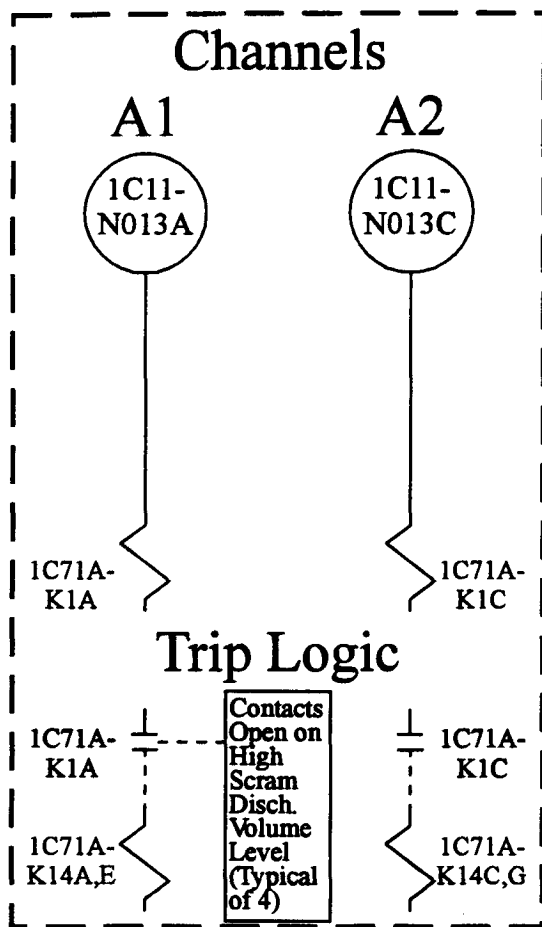 Channels
A1
A2
1C11-
N013A
1C11-
N013C
1C71A-
K1A
1C71A-
K1C
Trip Logic
1C71A-
K1A
Contacts
Open on
High
Scram
Disch.
Volume
Level
(Typical
of 4)
1C71A-
K1C
1C71A-
K14A,E
1C71A-
K14C,G